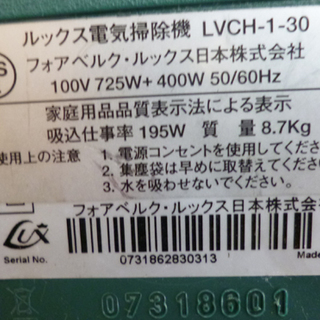 S
ルックス電気掃除機 LVCH-1-30
フォアベルク・ルックス日本株式会社
100V 725W+ 400W 50/60Hz
家庭用品品質表示法による表示
吸込仕事率 195W 質 量 8.7Kg
使用上の注意 1. 電源コンセントを使用してくださ
2. 集塵袋は早めに取替えてくださ
3. 水を吸わせないでください
フォアベルク・ルックス日本株式会
LUX
Serial No.
0731862830313
Made
07318601